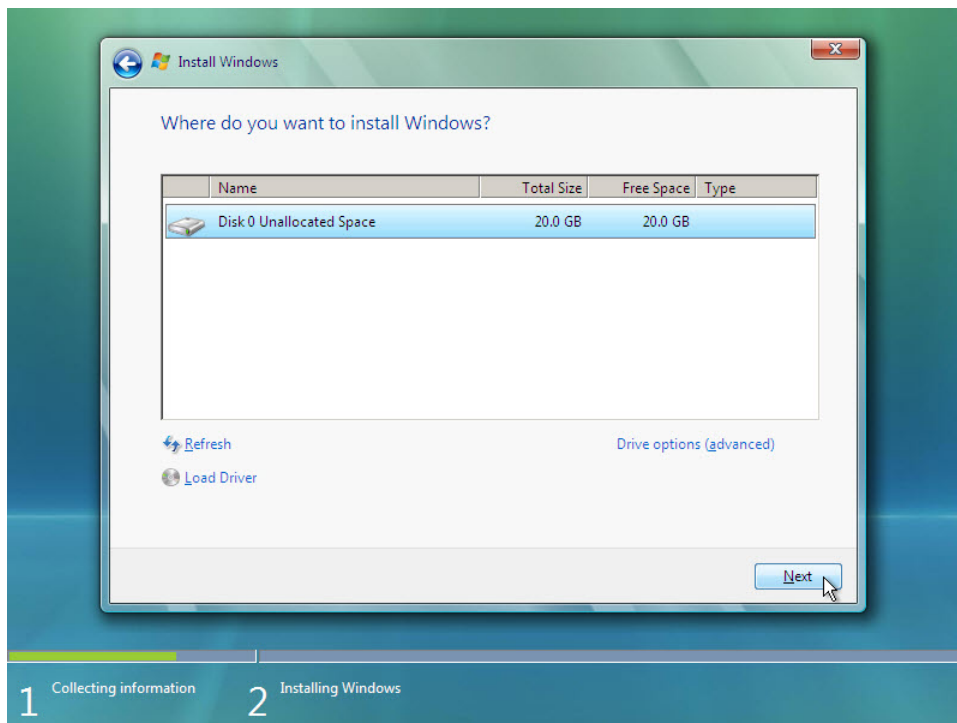 Install Windows
Where do you want to install Windows?
Name Total Size Free Space Type
Disk 0 Unallocated Space 20.0 GB 20.0 GB
Refresh Drive options (advanced)
Load Driver
Next
1 Collecting information 2 Installing Windows